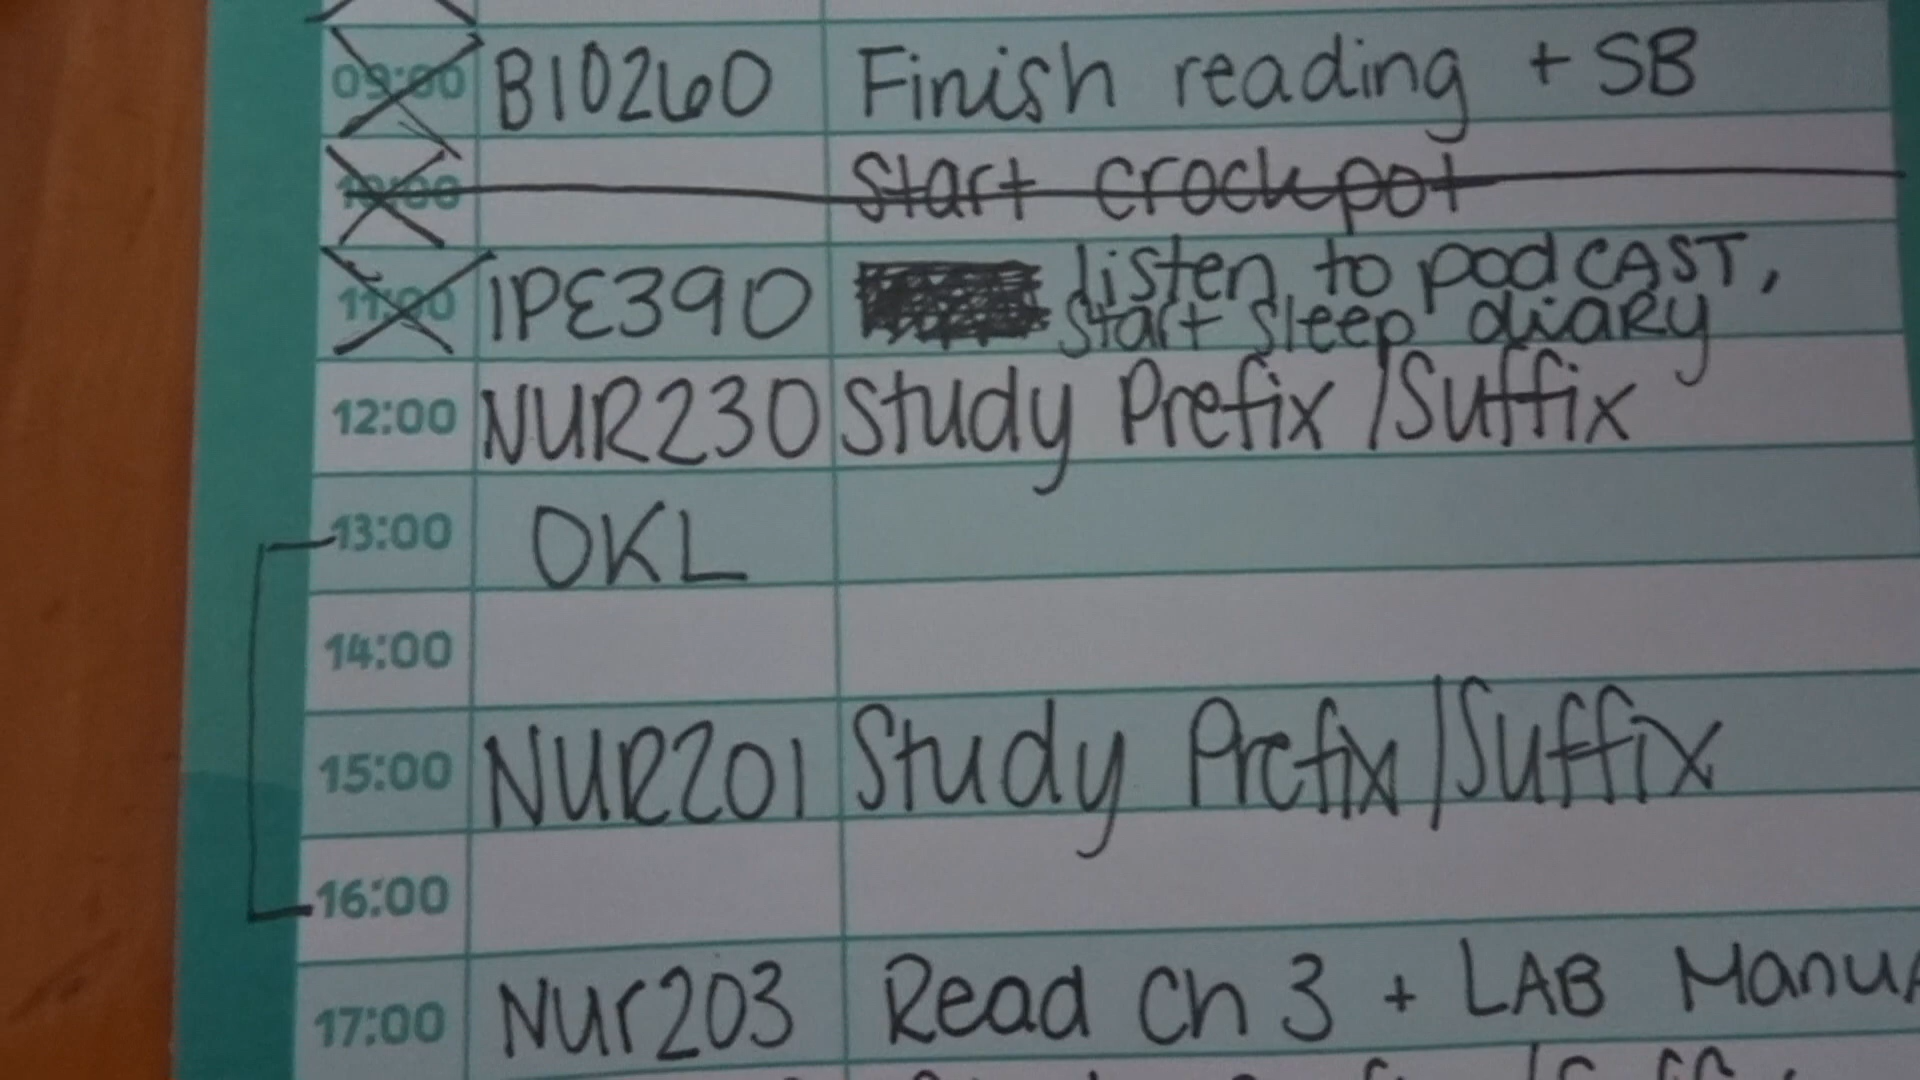 09:00 BIO260 Finish reading + SB
10:00 Start crockpot
11:00 IPE390 listen to podCAST,
Start sleep diARy
12:00 NUR230 Study Prefix / Suffix
13:00 OKL
14:00
15:00 NUR201 Study Prefix / Suffix
16:00
17:00 Nur203 Read Ch 3 + LAB